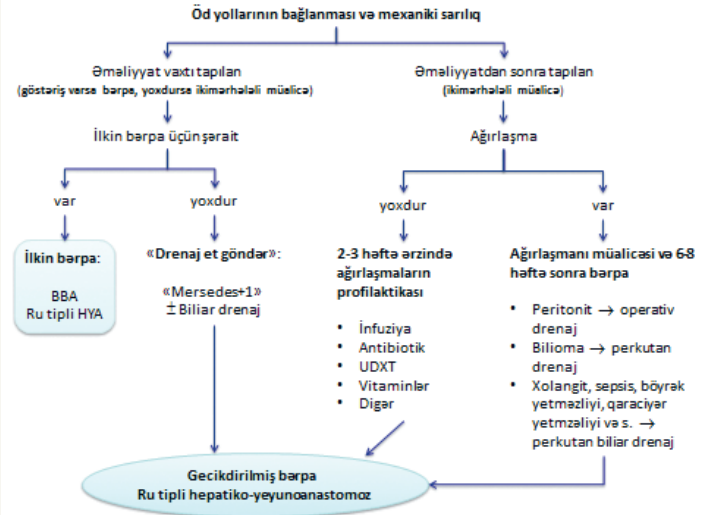 Öd yollarının bağlanması və mexaniki sarılıq
Əməliyyat vaxtı tapılan
(göstəriş varsa bərpa, yoxdursa ikimərhələli müalicə)
Əməliyyatdan sonra tapılan
(ikimərhələli müalicə)
İlkin bərpa üçün şərait
Ağırlaşma
var
yoxdur
yoxdur
var
İlkin bərpa:
BBA
Ru tipli HYA
«Drenaj et göndər»:
«Mersedes+1»
± Biliar drenaj
2-3 həftə ərzində
ağırlaşmaların
profilaktikası
• İnfuziya
• Antibiotik
• UDXT
• Vitaminlər
• Digər
Ağırlaşmanı müalicəsi və 6-8
həftə sonra bərpa
• Peritonit → operativ
drenaj
• Bilioma → perkutan
drenaj
• Xolangit, sepsis, böyrək
yetməzliyi, qaraciyər
yetmzəliyi və s. →
perkutan biliar drenaj
Gecikdirilmiş bərpa
Ru tipli hepatiko-yeyunoanastomoz